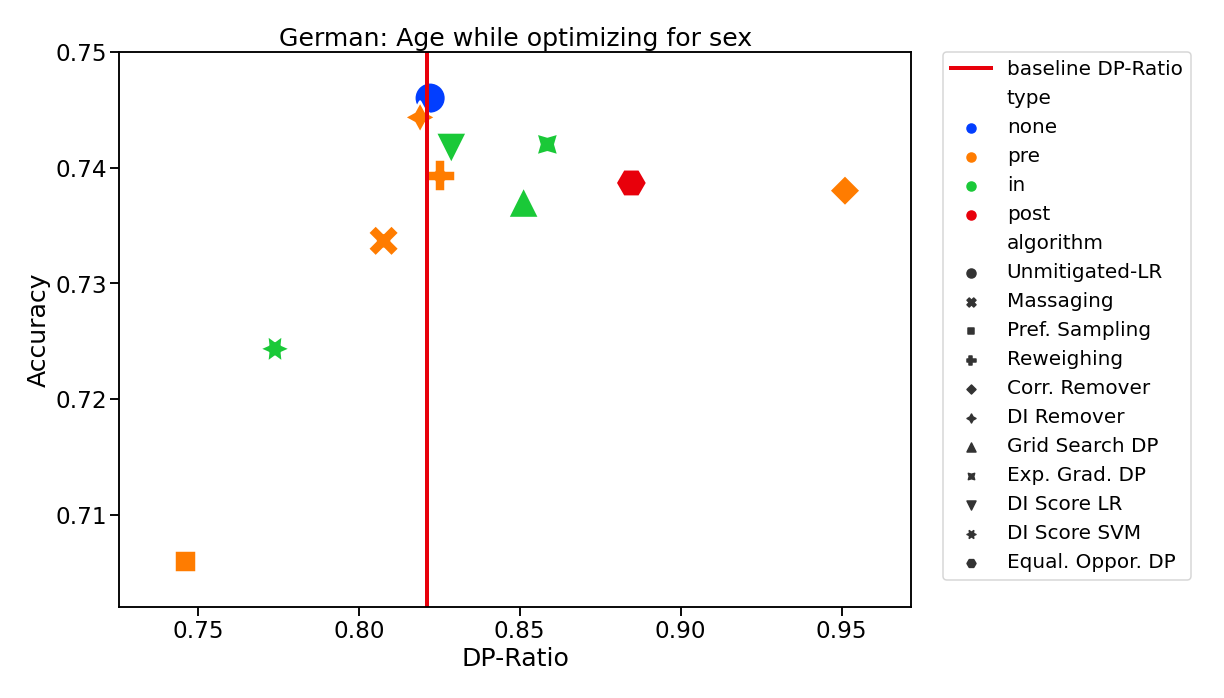 German: Age while optimizing for sex
0.75
0.74
0.73
0.72
0.71
Accuracy
0.75
0.80
0.85
0.90
0.95
DP-Ratio
baseline DP-Ratio
type
none
pre
in
post
algorithm
Unmitigated-LR
Massaging
Pref. Sampling
Reweighing
Corr. Remover
DI Remover
Grid Search DP
Exp. Grad. DP
DI Score LR
DI Score SVM
Equal. Oppor. DP